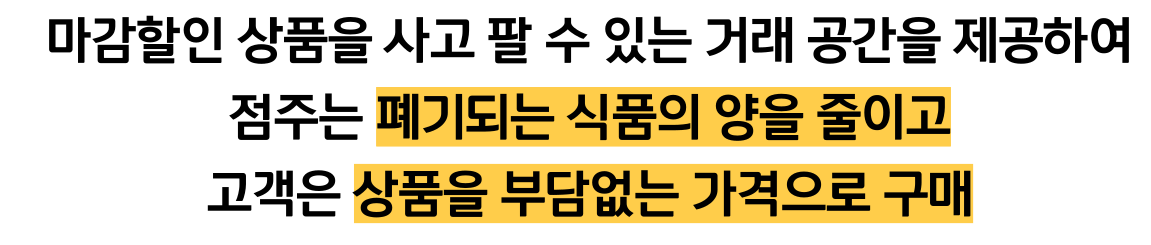 마감할인 상품을 사고 팔 수 있는 거래 공간을 제공하여
점주는 폐기되는 식품의 양을 줄이고
고객은 상품을 부담없는 가격으로 구매